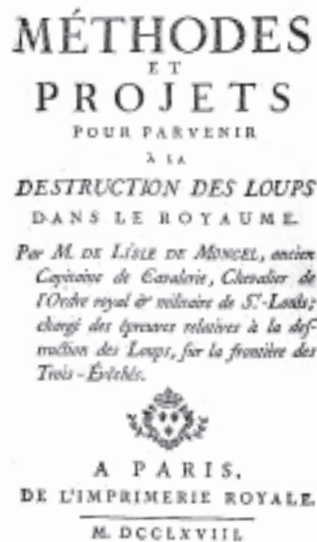 MÉTHODES
ET
PROJETS
POUR PARVENIR
À LA
DESTRUCTION DES LOUPS
DANS LE ROYAUME.
Par M. DE LISLE DE MONCEL, ancien
Capitaine de Cavalerie, Chevalier de
l'Ordre royal & militaire de S.t-Louis;
chargé des épreuves relatives à la des-
truction des Loups, sur la frontière des
Trois-Évêchés.
A PARIS,
DE L'IMPRIMERIE ROYALE.
M. DCCLXVIII.